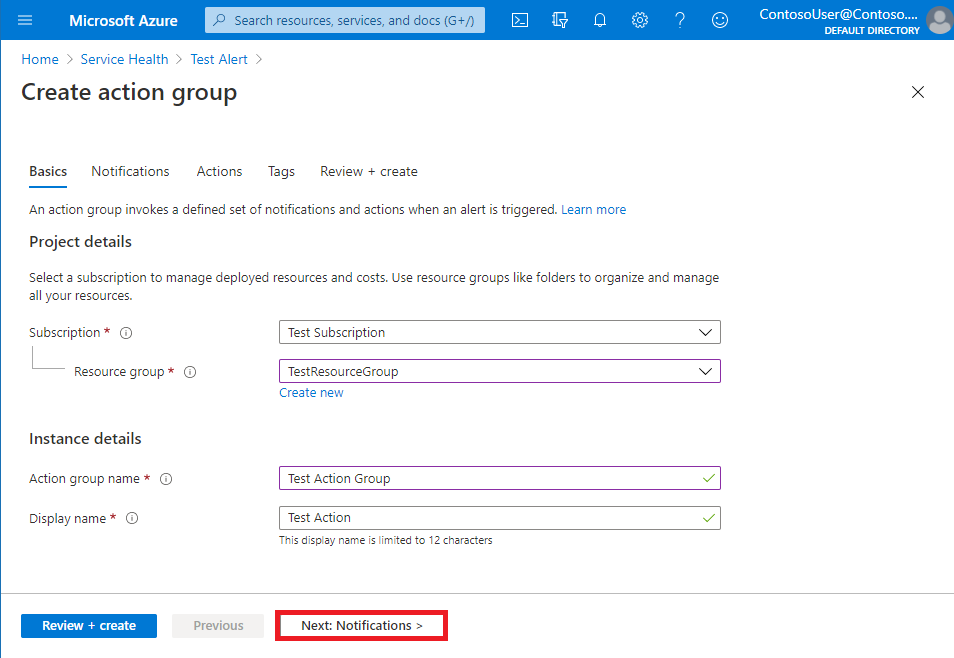 Microsoft Azure
Search resources, services, and docs (G+/)
ContosoUser@Contoso....
DEFAULT DIRECTORY
Home > Service Health > Test Alert >
Create action group
Basics Notifications Actions Tags Review + create
An action group invokes a defined set of notifications and actions when an alert is triggered. Learn more
Project details
Select a subscription to manage deployed resources and costs. Use resource groups like folders to organize and manage
all your resources.
Subscription * Test Subscription
Resource group * TestResourceGroup
Create new
Instance details
Action group name * Test Action Group
Display name * Test Action
This display name is limited to 12 characters
Review + create Previous Next: Notifications >